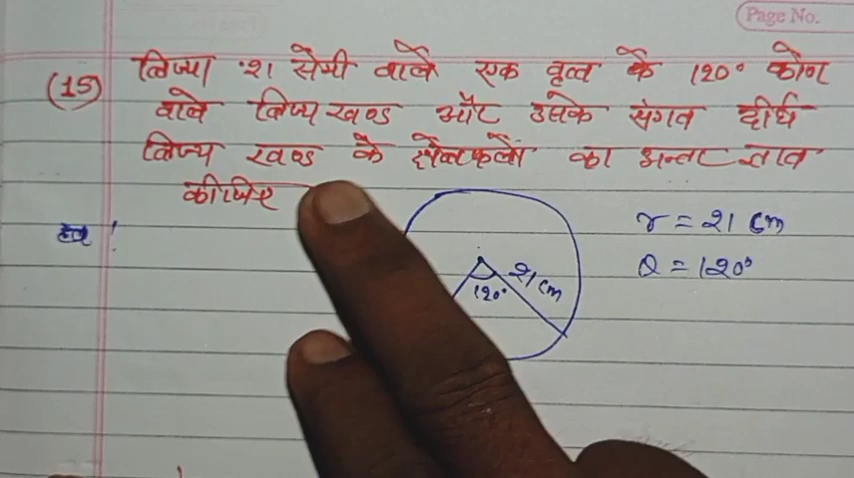 Page No.
(15) त्रिज्या 21 सेमी वाले एक वृत्त के 120° कोण
वाले त्रिज्यखण्ड और उसके संगत दीर्घ
त्रिज्यखण्ड के क्षेत्रफलों का अन्तर ज्ञात
कीजिए
हल !
r = 21 cm
θ = 120°
21 cm
120°